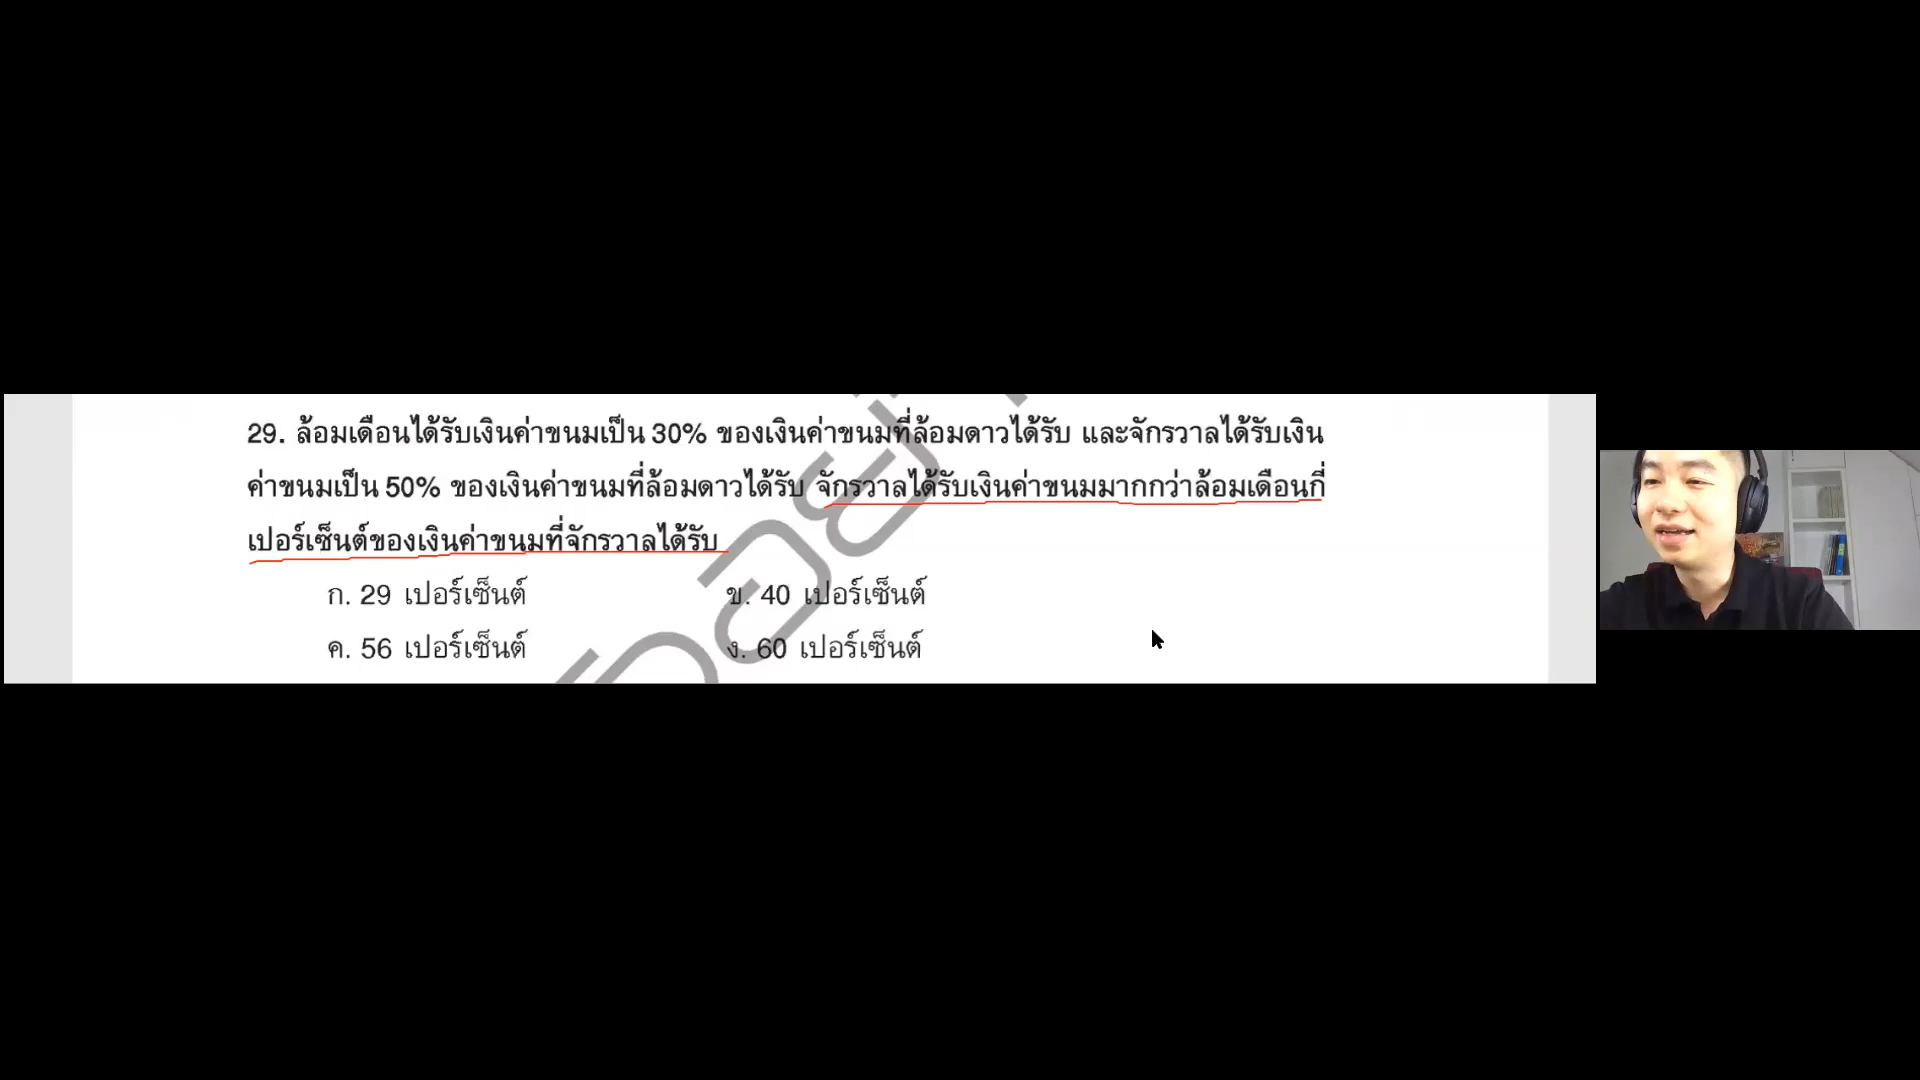 29. ล้อมเดือนได้รับเงินค่าขนมเป็น 30% ของเงินค่าขนมที่ล้อมดาวได้รับ และจักรวาลได้รับเงิน
ค่าขนมเป็น 50% ของเงินค่าขนมที่ล้อมดาวได้รับ จักรวาลได้รับเงินค่าขนมมากกว่าล้อมเดือนกี่
เปอร์เซ็นต์ของเงินค่าขนมที่จักรวาลได้รับ
ก. 29 เปอร์เซ็นต์ ข. 40 เปอร์เซ็นต์
ค. 56 เปอร์เซ็นต์ ง. 60 เปอร์เซ็นต์